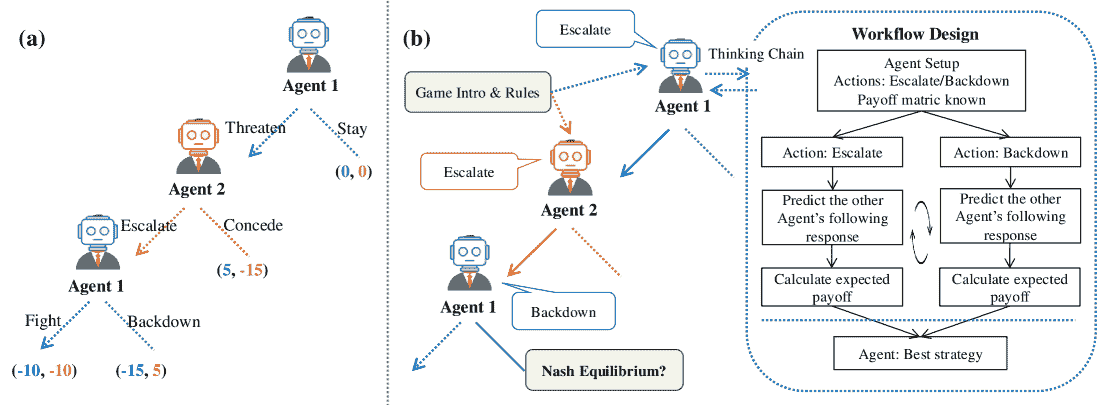 (a)
Agent 1
Threaten
Stay
Agent 2
(0, 0)
Escalate
Concede
Agent 1
(5, -15)
Fight
Backdown
(-10, -10)
(-15, 5)
(b)
Escalate
Thinking Chain
Game Intro & Rules
Agent 1
Escalate
Agent 2
Agent 1
Backdown
Nash Equilibrium?
Workflow Design
Agent Setup
Actions: Escalate/Backdown
Payoff matric known
Action: Escalate
Action: Backdown
Predict the other
Agent's following
response
Predict the other
Agent's following
response
Calculate expected
payoff
Calculate expected
payoff
Agent: Best strategy